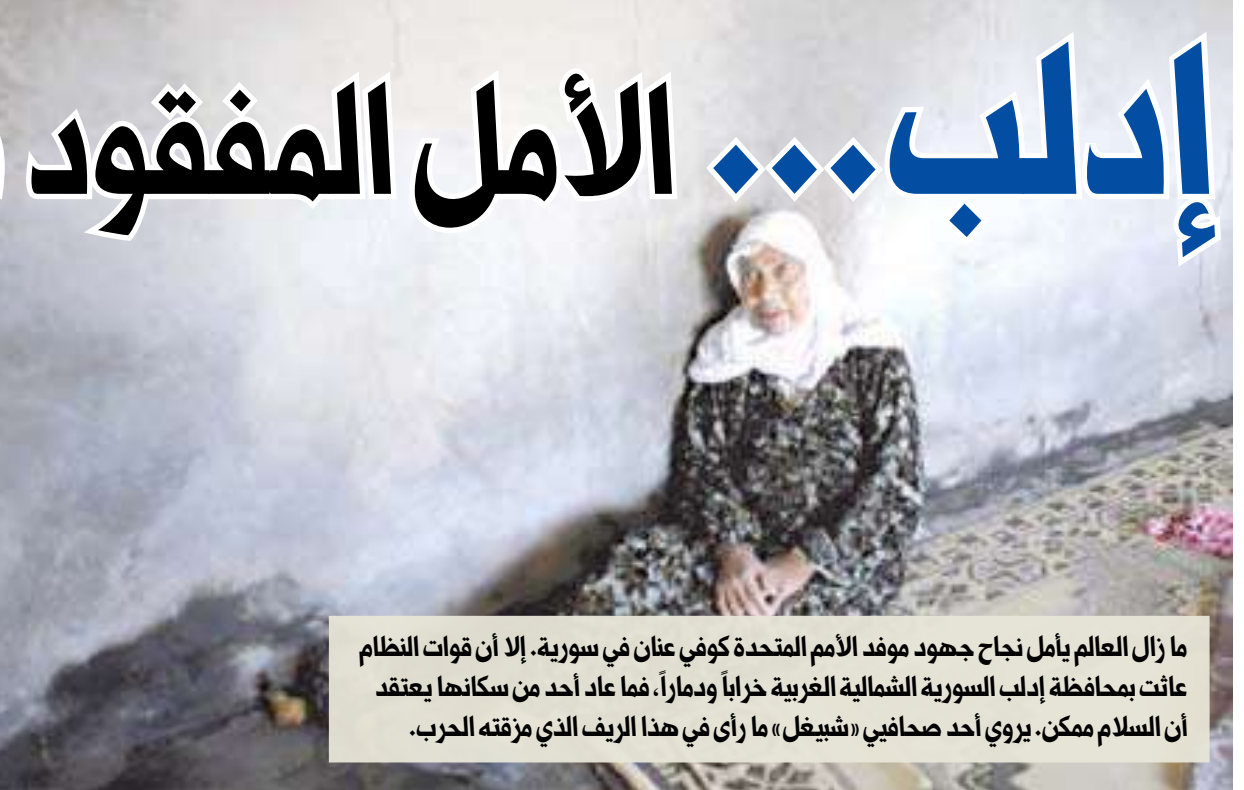 إدلب... الأمل المفقود
ما زال العالم يأمل نجاح جهود موفد الأمم المتحدة كوفي عنان في سورية. إلا أن قوات النظام
عاثت بمحافظة إدلب السورية الشمالية الغربية خراباً ودماراً، فما عاد أحد من سكانها يعتقد
أن السلام ممكن. يروي أحد صحافيي «شبيغل» ما رأى في هذا الريف الذي مزقته الحرب.